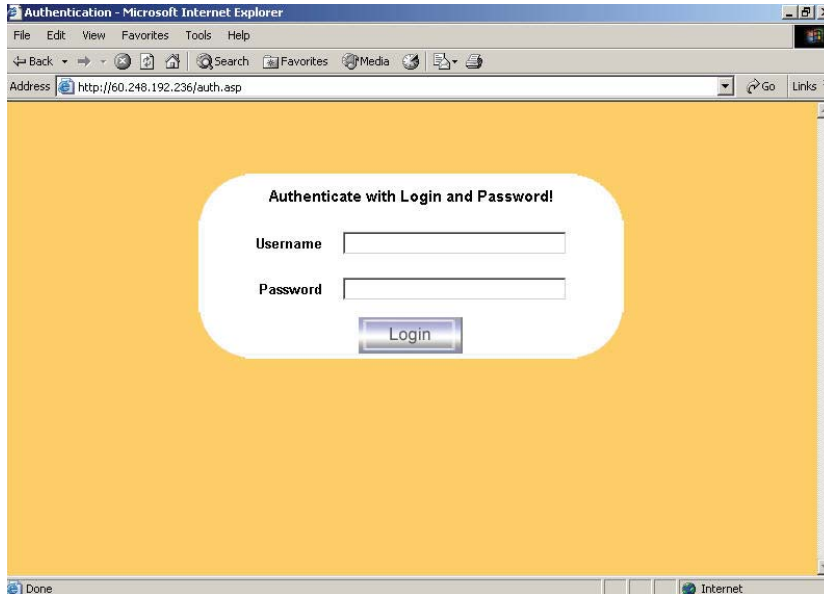 Authentication - Microsoft Internet Explorer
File Edit View Favorites Tools Help
Back Search Favorites Media
Address http://60.248.192.236/auth.asp Go Links
Authenticate with Login and Password!
Username
Password
Login
Done Internet